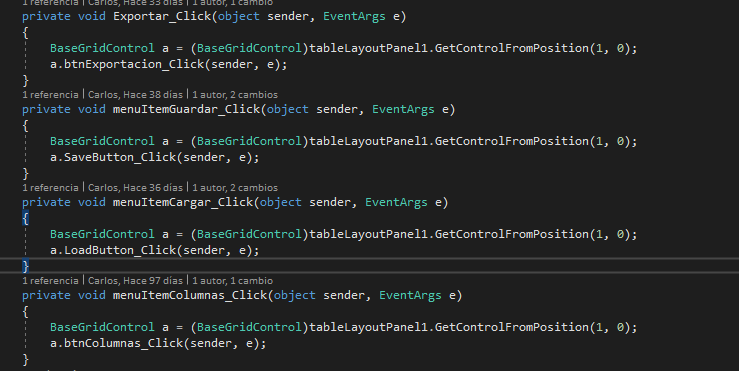 1 referencia | Carlos, Hace 33 días | 1 autor, 1 cambio
private void Exportar_Click(object sender, EventArgs e)
{
BaseGridControl a = (BaseGridControl)tableLayoutPanel1.GetControlFromPosition(1, 0);
a.btnExportacion_Click(sender, e);
}
1 referencia | Carlos, Hace 38 días | 1 autor, 2 cambios
private void menuItemGuardar_Click(object sender, EventArgs e)
{
BaseGridControl a = (BaseGridControl)tableLayoutPanel1.GetControlFromPosition(1, 0);
a.SaveButton_Click(sender, e);
}
1 referencia | Carlos, Hace 36 días | 1 autor, 2 cambios
private void menuItemCargar_Click(object sender, EventArgs e)
{
BaseGridControl a = (BaseGridControl)tableLayoutPanel1.GetControlFromPosition(1, 0);
a.LoadButton_Click(sender, e);
}
1 referencia | Carlos, Hace 97 días | 1 autor, 1 cambio
private void menuItemColumnas_Click(object sender, EventArgs e)
{
BaseGridControl a = (BaseGridControl)tableLayoutPanel1.GetControlFromPosition(1, 0);
a.btnColumnas_Click(sender, e);
}